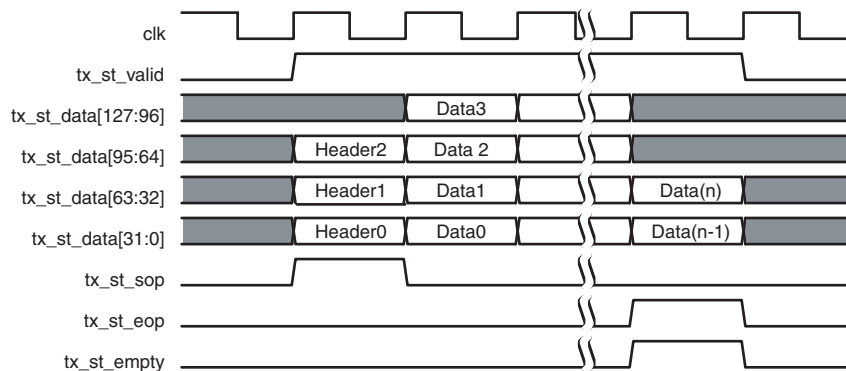 clk
tx_st_valid
tx_st_data[127:96] Data3
tx_st_data[95:64] Header2 Data 2
tx_st_data[63:32] Header1 Data1 Data(n)
tx_st_data[31:0] Header0 Data0 Data(n-1)
tx_st_sop
tx_st_eop
tx_st_empty